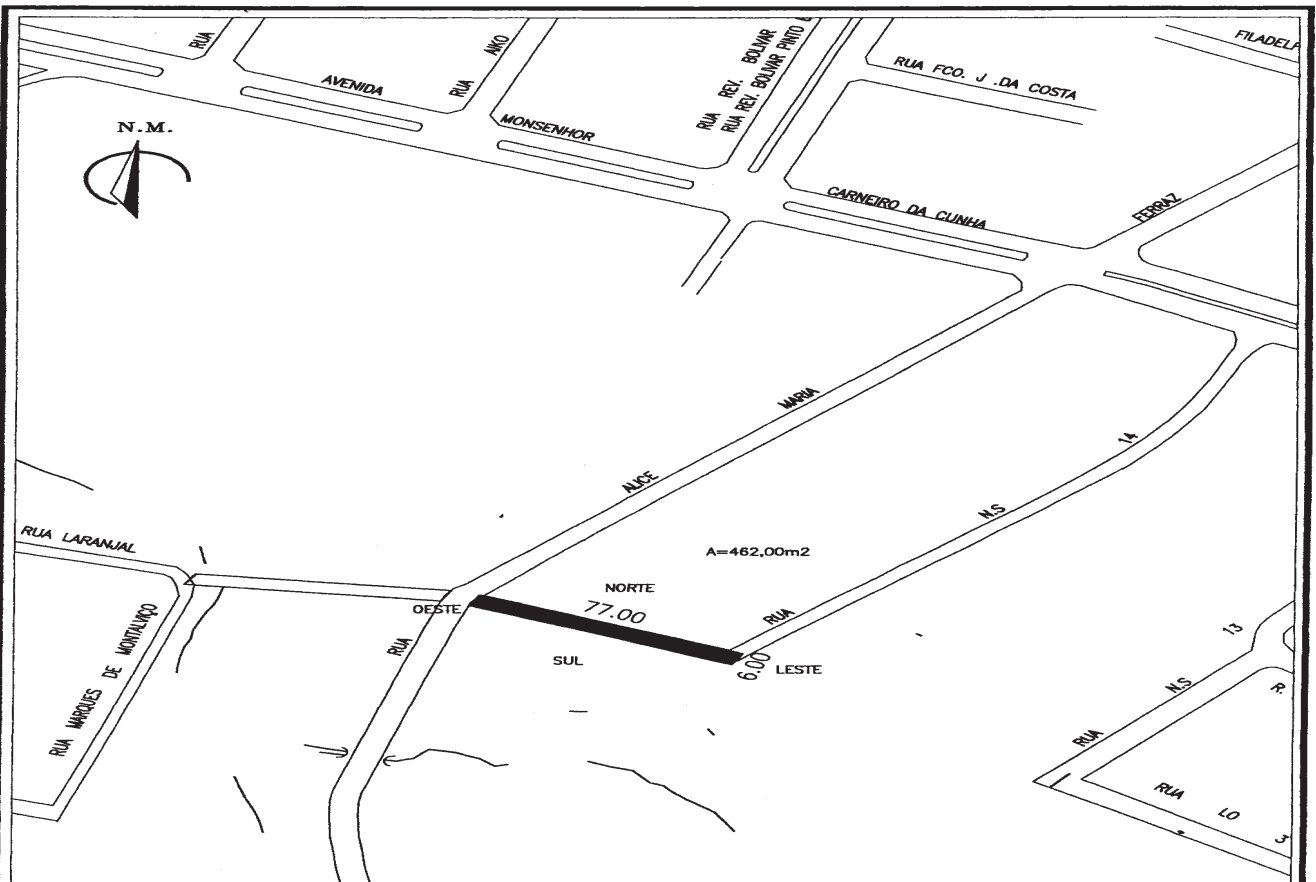 RUA
AVENIDA
RUA AIKO
MONSENHOR
RUA REV. BOLIVAR
RUA REV. BOLIVAR PINTO
RUA FCO. J .DA COSTA
FILADELF
N.M.
CARNEIRO DA CUNHA
FERRAZ
MARIA
ALICE
RUA
14
N.S
RUA
RUA LARANJAL
RUA MARQUES DE MONTALVIÇO
A=462,00m2
NORTE
77.00
OESTE
SUL
6.00
LESTE
13
N.S
RUA
R.
RUA LO 3